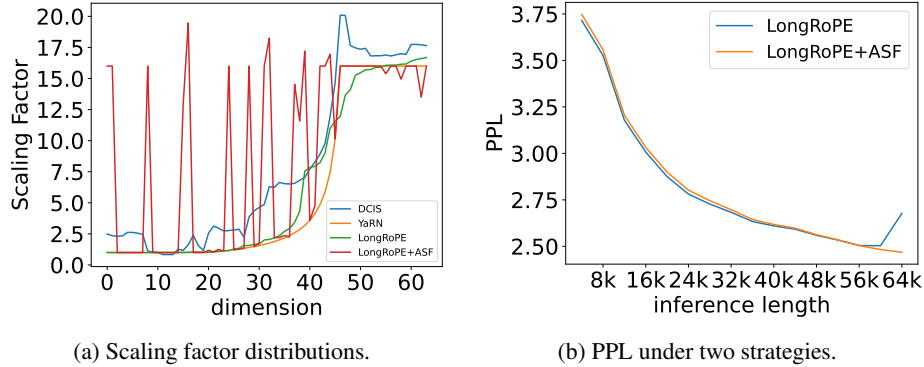 20.0
17.5
15.0
12.5
10.0
7.5
5.0
2.5
0.0
Scaling Factor
0 10 20 30 40 50 60
dimension
DCIS
YaRN
LongRoPE
LongRoPE+ASF
(a) Scaling factor distributions.
3.75
3.50
3.25
3.00
2.75
2.50
PPL
8k 16k 24k 32k 40k 48k 56k 64k
inference length
LongRoPE
LongRoPE+ASF
(b) PPL under two strategies.